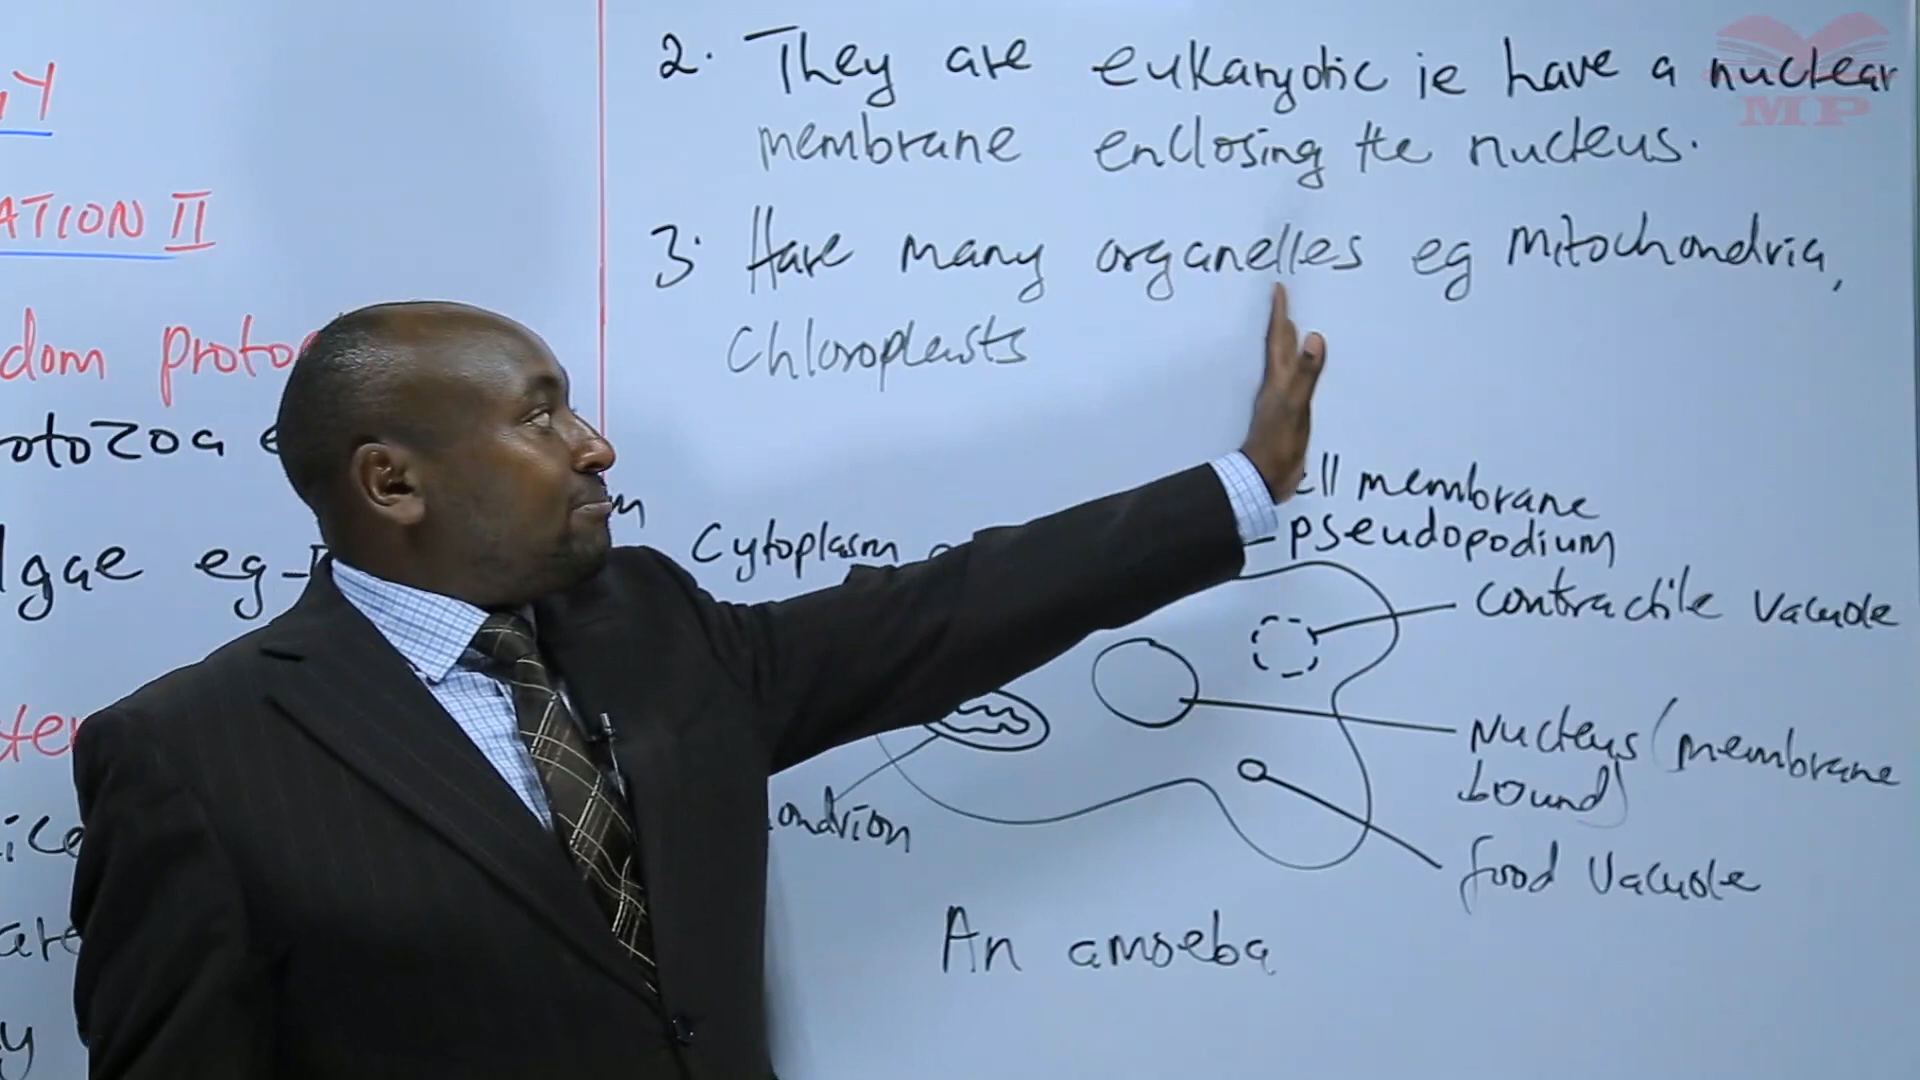 2. They are eukaryotic ie have a nuclear
membrane enclosing the nucleus.
3. Have many organelles eg mitochondria,
chloroplasts
ATION II
dom proto
otozoa
lgae eg
ell membrane
Cytoplasm
pseudopodium
contractile vacuole
Nucleus (membrane
bound)
ondrion
food vacuole
An amoeba
MP